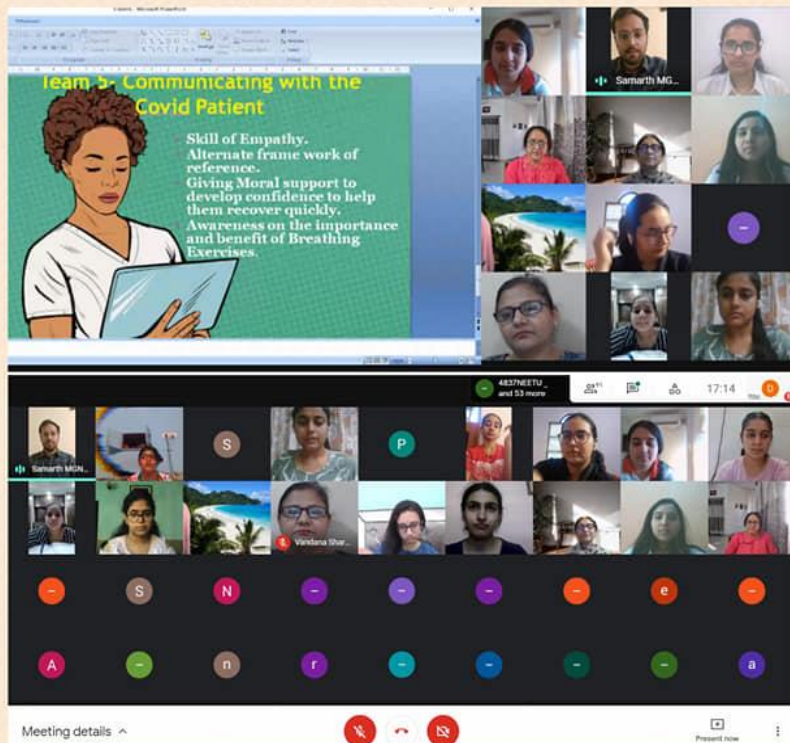 Team 5- Communicating with the
Covid Patient
Skill of Empathy.
Alternate frame work of
reference.
Giving Moral support to
develop confidence to help
them recover quickly.
Awareness on the importance
and benefit of Breathing
Exercises.
Samarth MG...
-
4837NEETU_
and 53 more
17:14
You
D
Samarth MGN...
S
P
Vandana Shar...
- S N - - - - e -
A - n r - - - - a
Meeting details
Present now